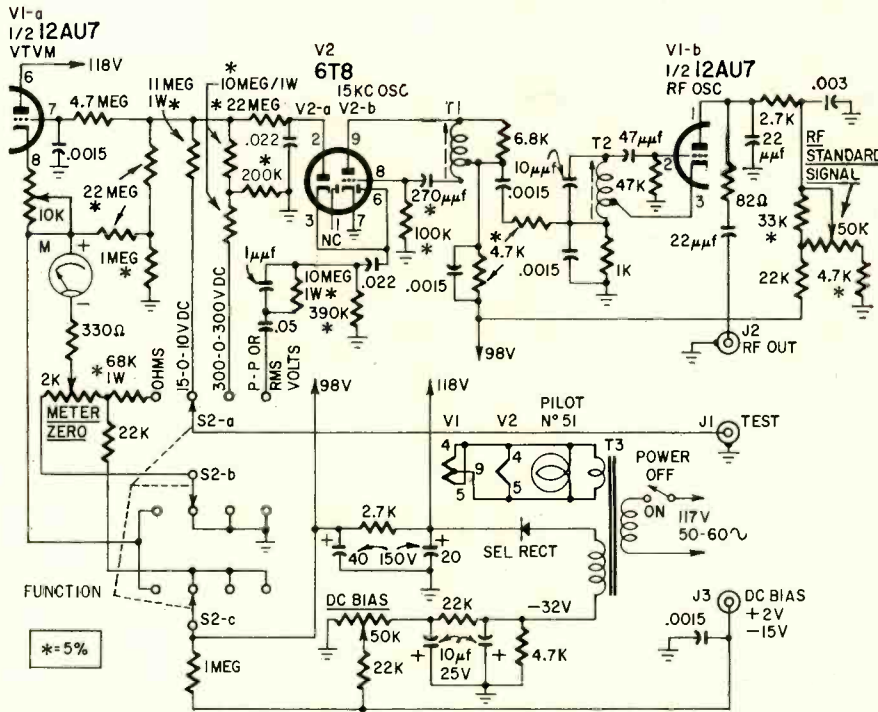 V1-a
1/2 12AU7
VTVM
6
118V
7
8
4.7 MEG
.0015
10K
M
+
−
22 MEG
*
1MEG
*
330Ω
2K
METER
ZERO
*68K
1W
22K
OHMS
11 MEG
1W*
15-0-10V DC
*
10MEG/1W
*22MEG
300-0-300V DC
.022
*
200K
1μμf
P-P OR
RMS
VOLTS
.05
10MEG
1W*
390K
*
.022
V2
6T8
15KC OSC
V2-a
V2-b
2
9
8
6
3
1
7
NC
270μμf
*
100K
*
T1
6.8K
.0015
*
4.7K
.0015
98V
10μμf
T2
47μμf
.0015
1K
47K
V1-b
1/2 12AU7
RF OSC
1
2
3
2.7K
.003
22
μμf
RF
STANDARD
SIGNAL
82Ω
22μμf
33K
*
50K
22K
4.7K
*
J2
RF OUT
S2-a
S2-b
S2-c
FUNCTION
98V
118V
V1
V2
PILOT
N° 51
4
9
5
4
5
T3
J1
TEST
POWER
OFF
ON
117V
50-60∿
2.7K
+
40
150V
+
20
SEL RECT
DC BIAS
50K
22K
−32V
22K
+
10μf
25V
+
4.7K
J3
DC BIAS
+2V
−15V
.0015
1MEG
*=5%